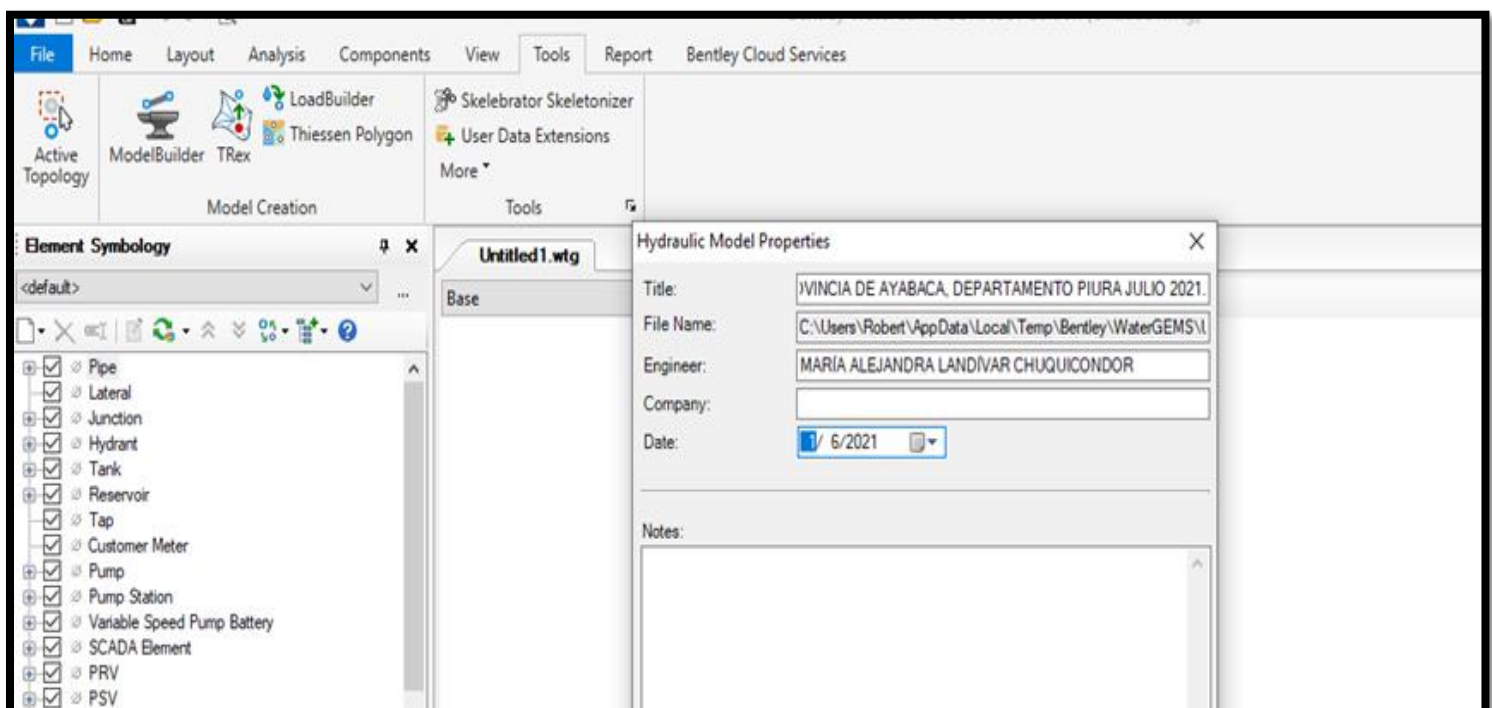 File Home Layout Analysis Components View Tools Report Bentley Cloud Services
LoadBuilder
Thiessen Polygon
Active Topology
ModelBuilder
TRex
Model Creation
Skelebrator Skeletonizer
User Data Extensions
More
Tools
Element Symbology
<default>
...
Pipe
Lateral
Junction
Hydrant
Tank
Reservoir
Tap
Customer Meter
Pump
Pump Station
Variable Speed Pump Battery
SCADA Element
PRV
PSV
Untitled1.wtg
Base
Hydraulic Model Properties
Title: VINCIA DE AYABACA, DEPARTAMENTO PIURA JULIO 2021.
File Name: C:\Users\Robert\AppData\Local\Temp\Bentley\WaterGEMS\
Engineer: MARÍA ALEJANDRA LANDÍVAR CHUQUICONDOR
Company:
Date: 1/ 6/2021
Notes: